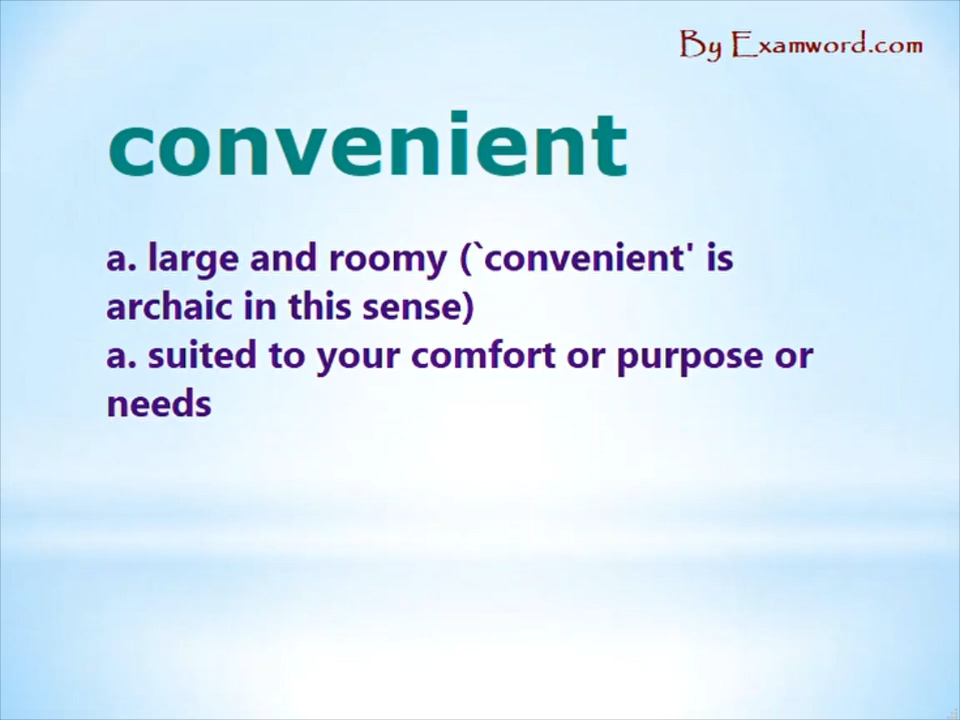 By Examword.com
convenient
a. large and roomy (`convenient' is
archaic in this sense)
a. suited to your comfort or purpose or
needs